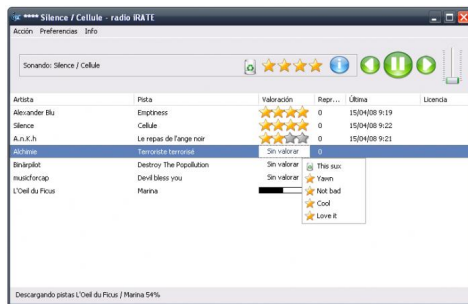 **** Silence / Cellule - radio iRATE
Acción Preferencias Info
Sonando: Silence / Cellule
Artista Pista Valoración Repr... Última Licencia
Alexander Blu Emptiness 0 15/04/08 9:19
Silence Cellule 0 15/04/08 9:22
A.n.K.h Le repas de l'ange noir 0 15/04/08 9:21
Alchimie Terroriste terrorisé Sin valorar 0
Binärpilot Destroy The Popollution Sin valorar
musicforcap Devil bless you Sin valorar
L'Oeil du Ficus Marina
This sux
Yawn
Not bad
Cool
Love it
Descargando pistas L'Oeil du Ficus / Marina 54%